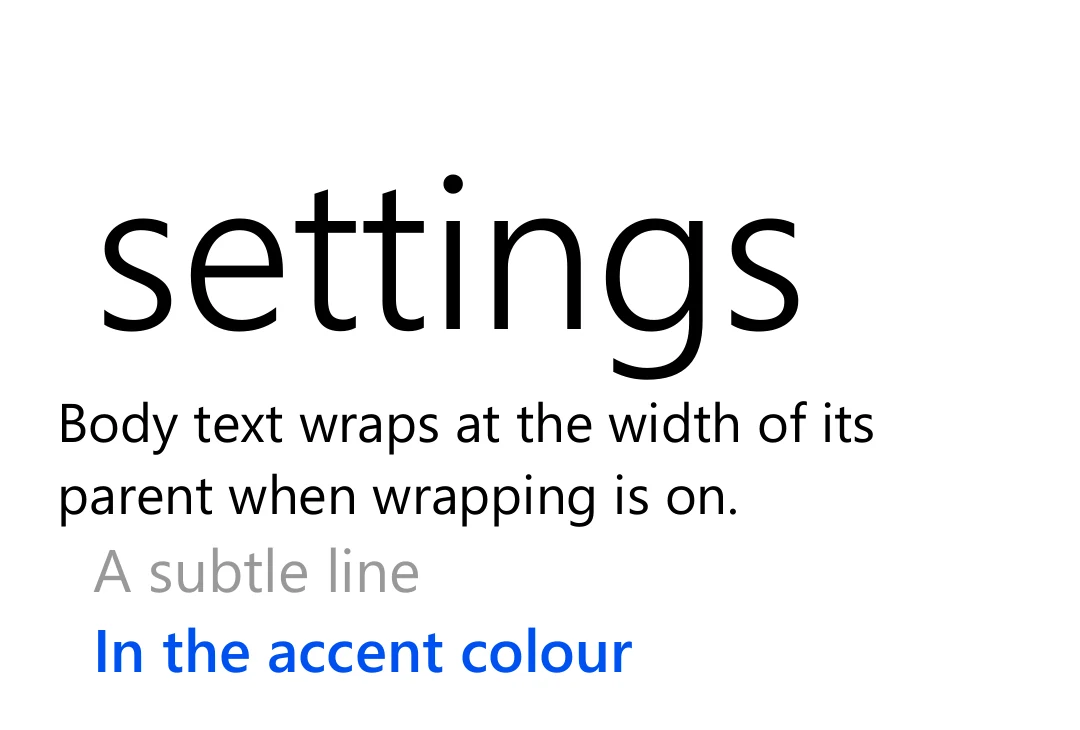 settings
Body text wraps at the width of its
parent when wrapping is on.
A subtle line
In the accent colour